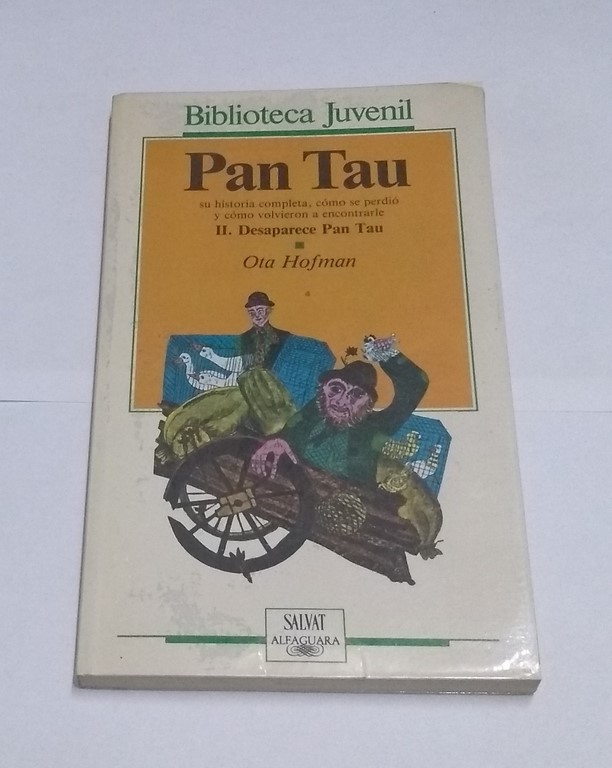 Biblioteca Juvenil
Pan Tau
su historia completa, cómo se perdió
y cómo volvieron a encontrarle
II. Desaparece Pan Tau
Ota Hofman
SALVAT
ALFAGUARA